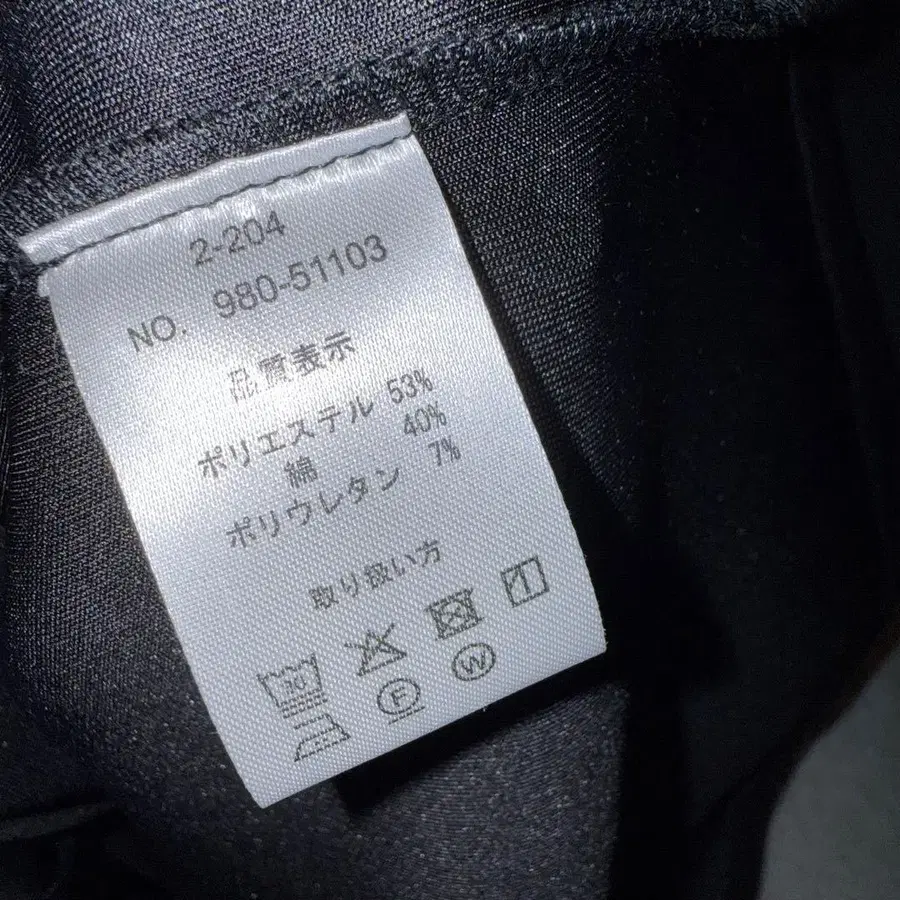 2-204
NO. 980-51103
品質表示
ポリエステル 53%
綿 40%
ポリウレタン 7%
取り扱い方
30
F W